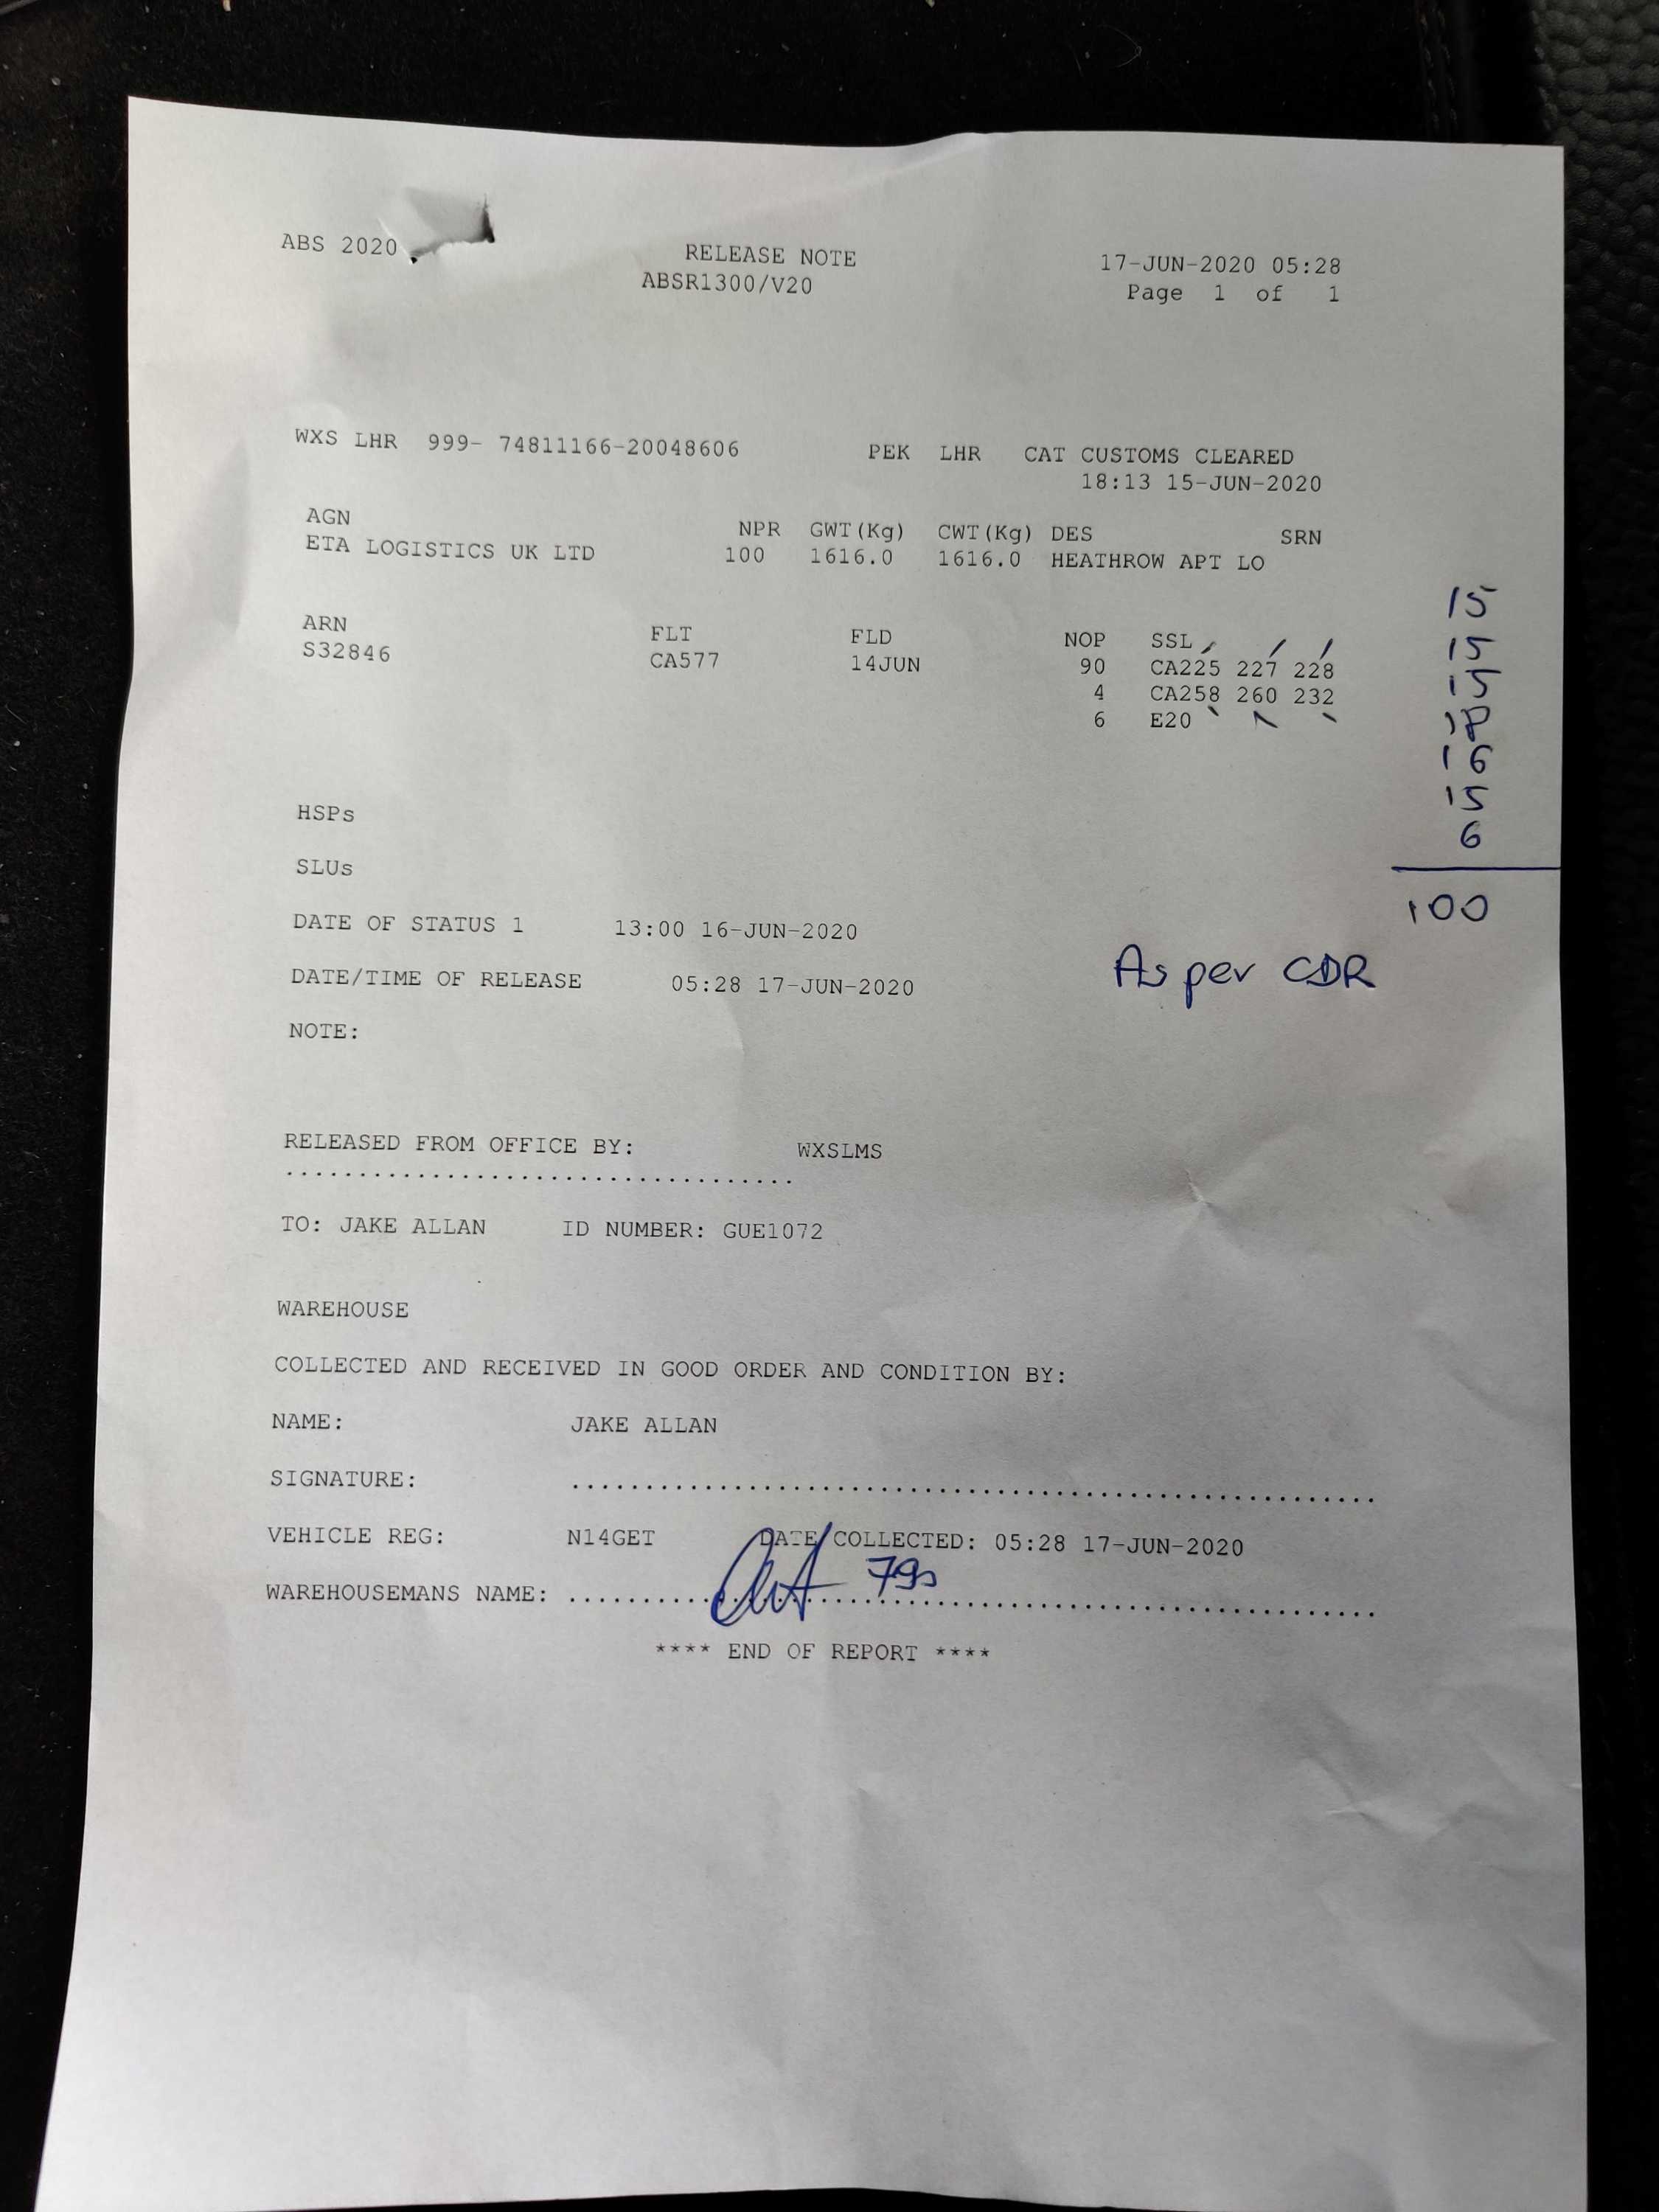 ABS 2020 RELEASE NOTE 17-JUN-2020 05:28
ABSR1300/V20 Page 1 of 1
WXS LHR 999- 74811166-20048606 PEK LHR CAT CUSTOMS CLEARED
18:13 15-JUN-2020
AGN NPR GWT(Kg) CWT(Kg) DES SRN
ETA LOGISTICS UK LTD 100 1616.0 1616.0 HEATHROW APT LO
15
ARN FLT FLD NOP SSL 15
S32846 CA577 14JUN 90 CA225 227 228
4 CA258 260 232 15
6 E20 18
16
15
HSPs 6
SLUs
100
DATE OF STATUS 1 13:00 16-JUN-2020
As per CDR
DATE/TIME OF RELEASE 05:28 17-JUN-2020
NOTE:
RELEASED FROM OFFICE BY: WXSLMS
....................................
TO: JAKE ALLAN ID NUMBER: GUE1072
WAREHOUSE
COLLECTED AND RECEIVED IN GOOD ORDER AND CONDITION BY:
NAME: JAKE ALLAN
SIGNATURE: ........................................................
VEHICLE REG: N14GET DATE COLLECTED: 05:28 17-JUN-2020
WAREHOUSEMANS NAME: ........................................................
**** END OF REPORT ****